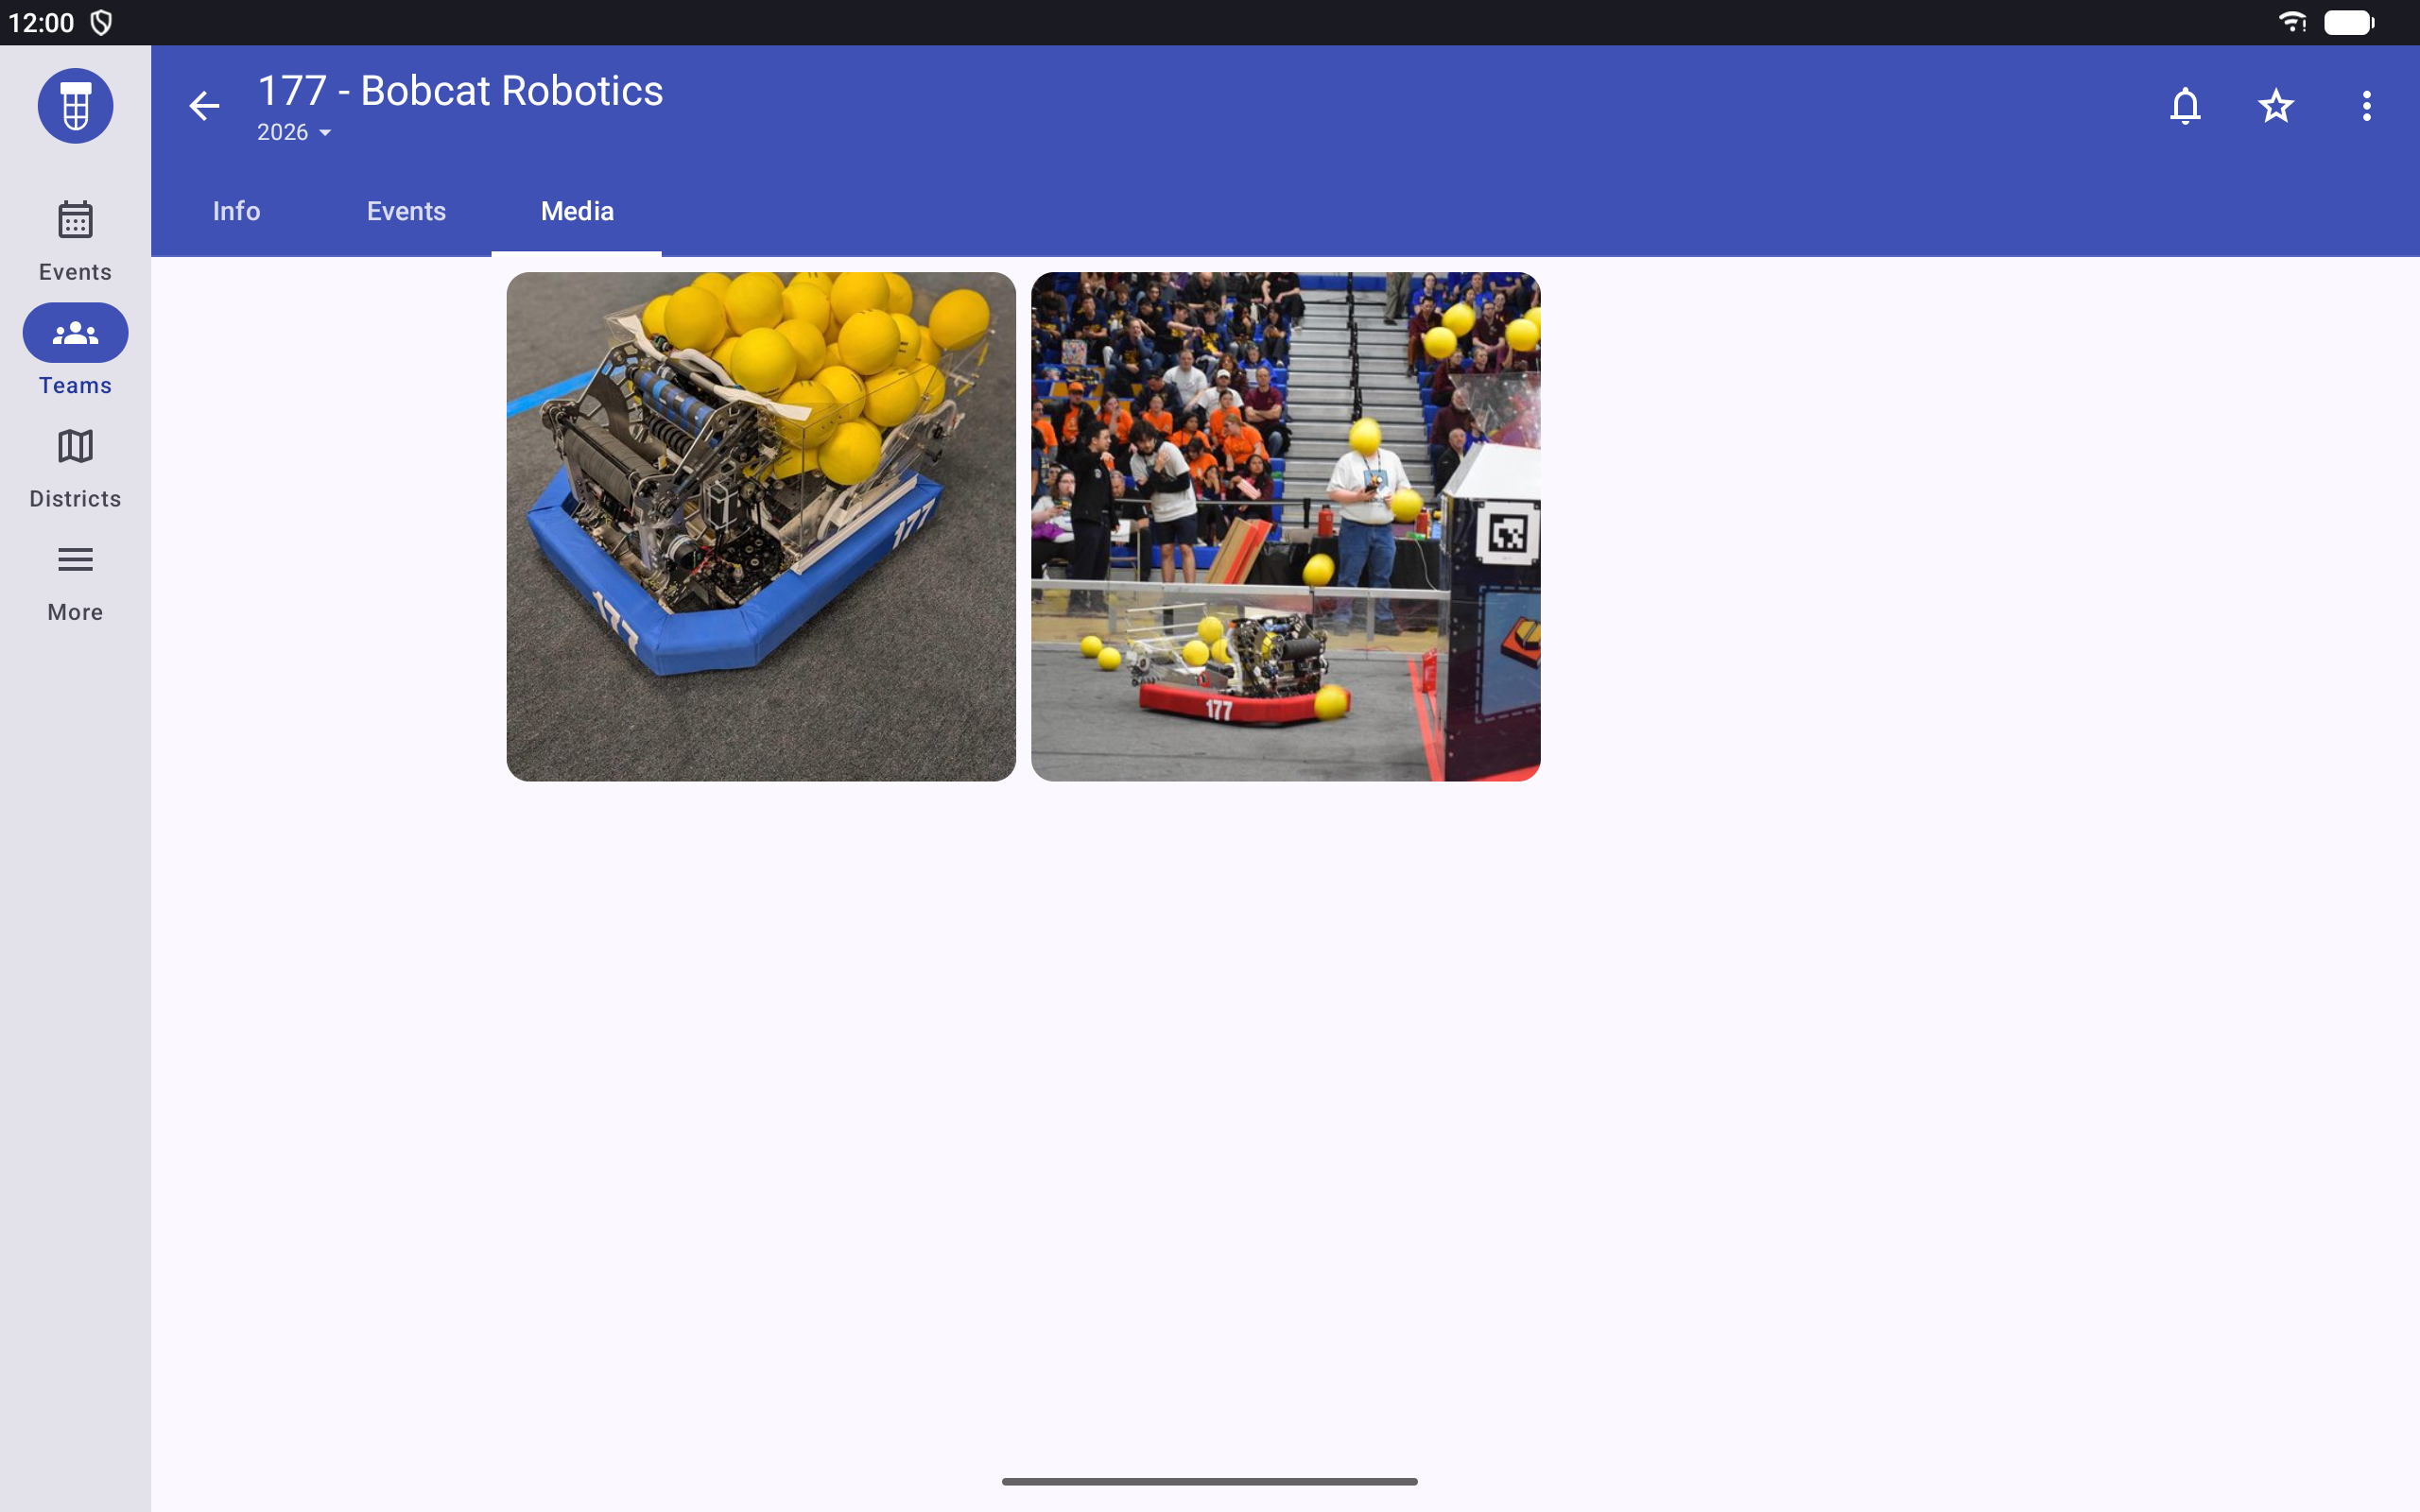 12:00
177 - Bobcat Robotics
2026
Info
Events
Media
Events
Teams
Districts
More
177
177
177